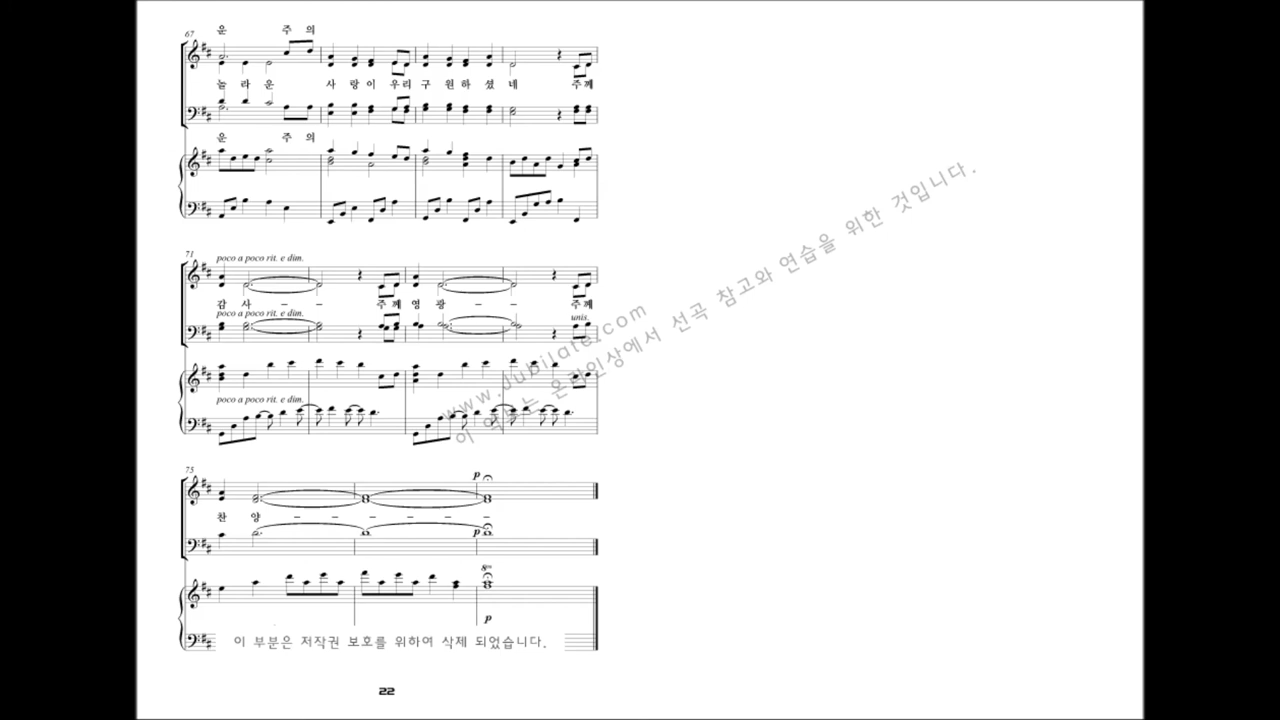 67
운 주 의
놀 라 운 사 랑 이 우 리 구 원 하 셨 네 주 께
운 주 의
71
poco a poco rit. e dim.
감 사 - - - 주 께 영 광 - - - 주 께
poco a poco rit. e dim.
unis.
poco a poco rit. e dim.
www.Jubilate.com
이 악보는 온라인상에서 선곡 참고와 연습을 위한 것입니다.
75
p
찬 양 - - - - - -
p
8va
p
이 부분은 저작권 보호를 위하여 삭제 되었습니다.
22